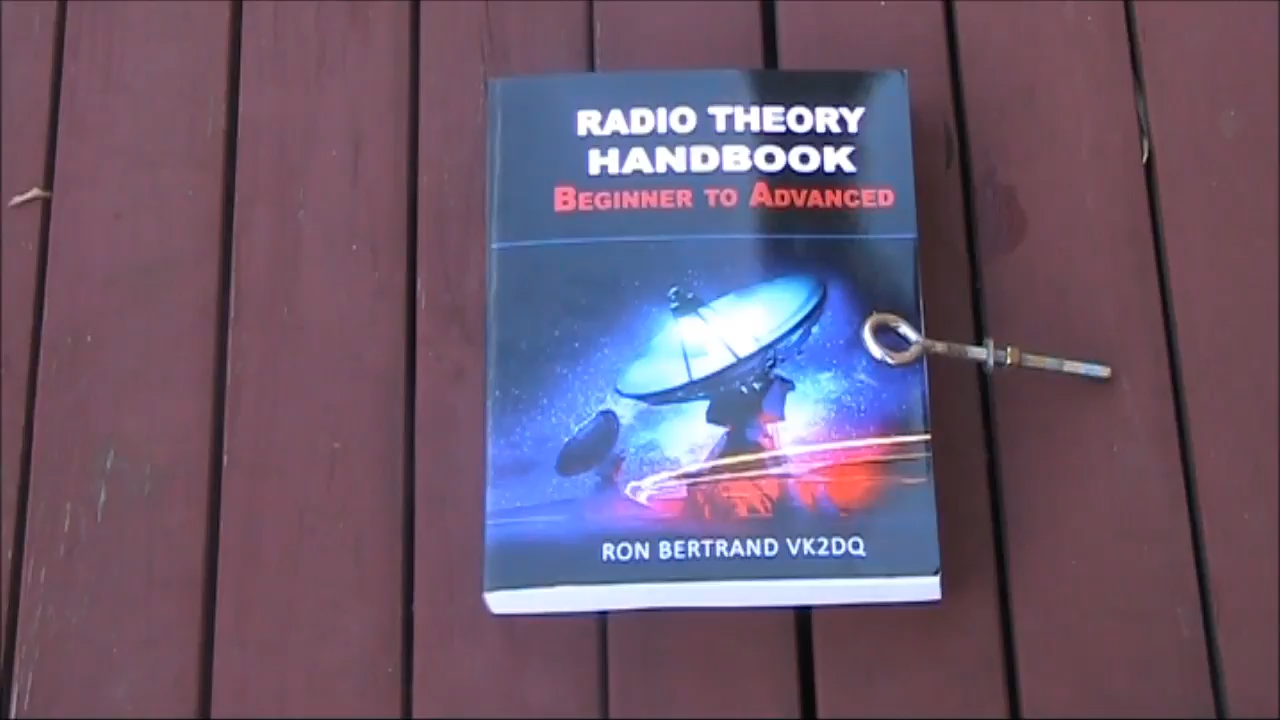 RADIO THEORY
HANDBOOK
BEGINNER TO ADVANCED
RON BERTRAND VK2DQ